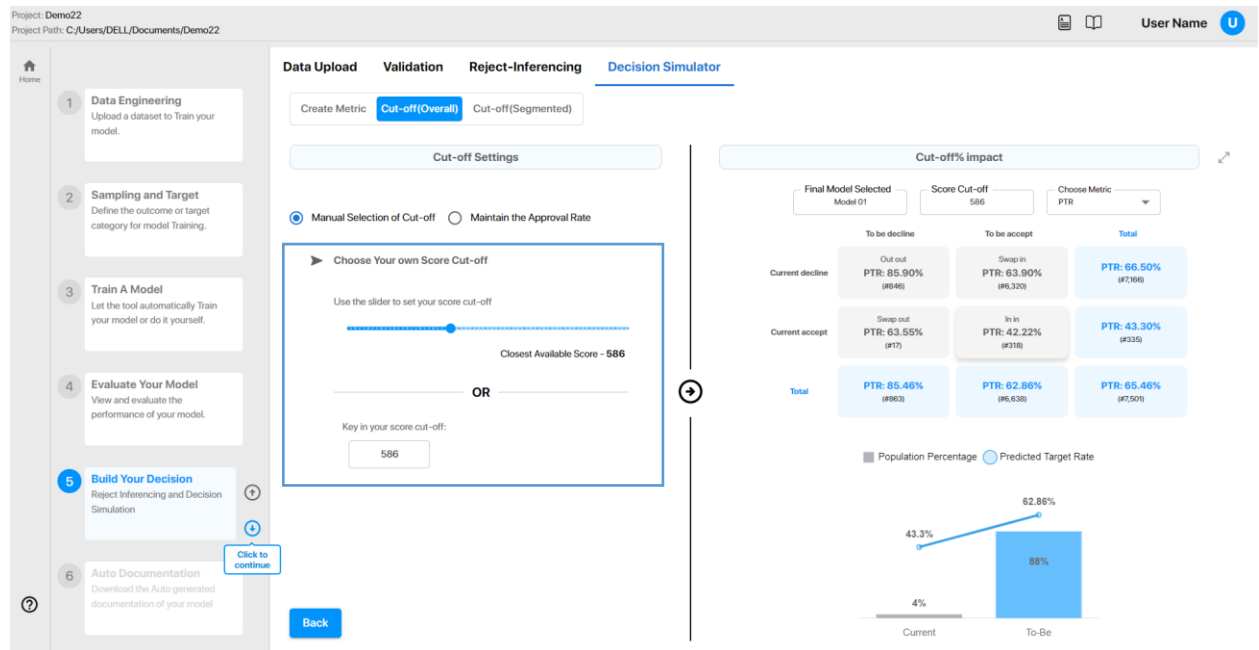 Project: Demo22
Project Path: C:/Users/DELL/Documents/Demo22
User Name
U
Home
1
Data Engineering
Upload a dataset to Train your
model.
2
Sampling and Target
Define the outcome or target
category for model Training.
3
Train A Model
Let the tool automatically Train
your model or do it yourself.
4
Evaluate Your Model
View and evaluate the
performance of your model.
5
Build Your Decision
Reject Inferencing and Decision
Simulation
Click to
continue
6
Auto Documentation
Download the Auto generated
documentation of your model
Data Upload Validation Reject-Inferencing Decision Simulator
Create Metric Cut-off(Overall) Cut-off(Segmented)
Cut-off Settings
Manual Selection of Cut-off Maintain the Approval Rate
Choose Your own Score Cut-off
Use the slider to set your score cut-off
Closest Available Score - 586
OR
Key in your score cut-off:
586
Back
Cut-off% impact
Final Model Selected Score Cut-off Choose Metric
Model 01 586 PTR
To be decline To be accept Total
Out out Swap in
Current decline PTR: 85.90% PTR: 63.90% PTR: 66.50%
(#846) (#6,320) (#7,166)
Swap out In in
Current accept PTR: 63.55% PTR: 42.22% PTR: 43.30%
(#17) (#318) (#335)
Total PTR: 85.46% PTR: 62.86% PTR: 65.46%
(#863) (#6,638) (#7,501)
Population Percentage Predicted Target Rate
62.86%
43.3%
88%
4%
Current To-Be